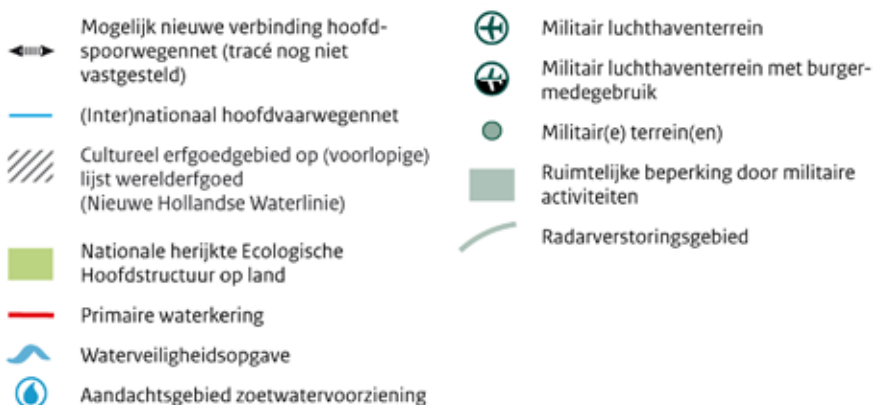 Mogelijk nieuwe verbinding hoofd-
spoorwegennet (tracé nog niet
vastgesteld)
(Inter)nationaal hoofdvaarwegennet
Cultureel erfgoedgebied op (voorlopige)
lijst werelderfgoed
(Nieuwe Hollandse Waterlinie)
Nationale herijkte Ecologische
Hoofdstructuur op land
Primaire waterkering
Waterveiligheidsopgave
Aandachtsgebied zoetwatervoorziening
Militair luchthaventerrein
Militair luchthaventerrein met burger-
medegebruik
Militair(e) terrein(en)
Ruimtelijke beperking door militaire
activiteiten
Radarverstoringsgebied